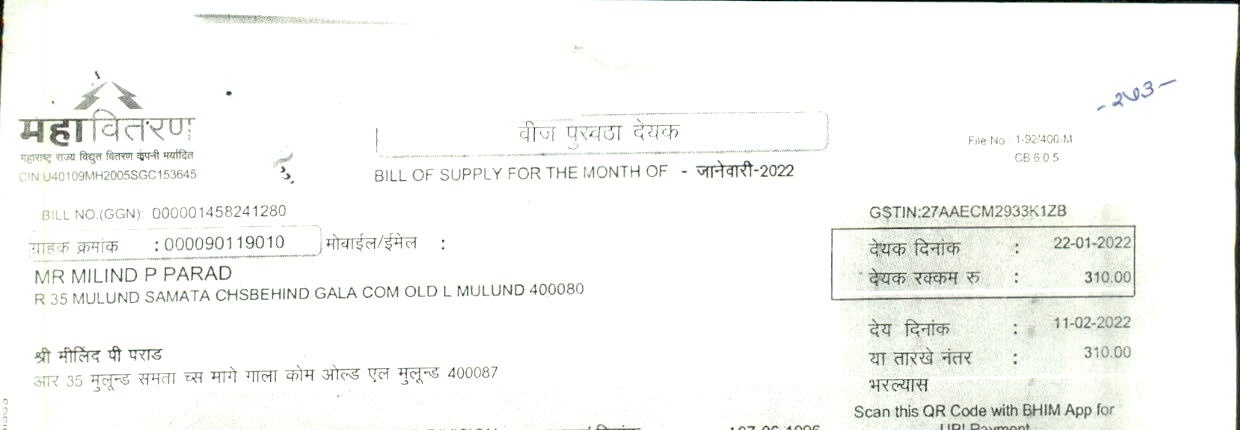 -२७३-
महावितरण
महाराष्ट्र राज्य विद्युत वितरण कंपनी मर्यादित
CIN:U40109MH2005SGC153645
वीज पुरवठा देयक
BILL OF SUPPLY FOR THE MONTH OF - जानेवारी-2022
File No : 1-92/400-M
CB 6.0.5
BILL NO.(GGN): 000001458241280
GSTIN:27AAECM2933K1ZB
ग्राहक क्रमांक : 000090119010 मोबाईल/ईमेल :
देयक दिनांक : 22-01-2022
देयक रक्कम रु : 310.00
MR MILIND P PARAD
R 35 MULUND SAMATA CHSBEHIND GALA COM OLD L MULUND 400080
देय दिनांक : 11-02-2022
या तारखे नंतर : 310.00
भरल्यास
श्री मीलिंद पी पराड
आर 35 मुलून्ड समता च्स मागे गाला कोम ओल्ड एल मुलून्ड 400087
Scan this QR Code with BHIM App for
UPI Payment